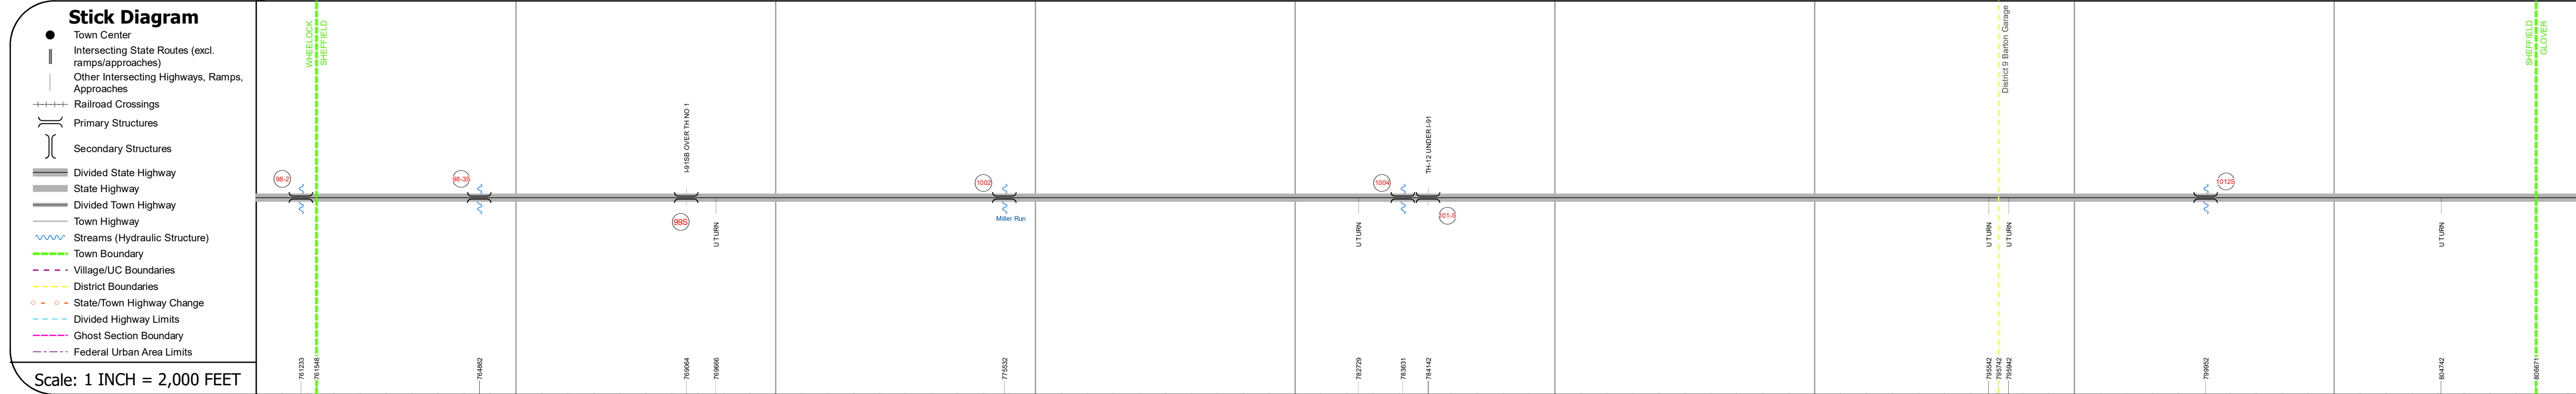 Stick Diagram
Town Center
Intersecting State Routes (excl.
ramps/approaches)
Other Intersecting Highways, Ramps,
Approaches
Railroad Crossings
Primary Structures
Secondary Structures
Divided State Highway
State Highway
Divided Town Highway
Town Highway
Streams (Hydraulic Structure)
Town Boundary
Village/UC Boundaries
District Boundaries
State/Town Highway Change
Divided Highway Limits
Ghost Section Boundary
Federal Urban Area Limits
Scale: 1 INCH = 2,000 FEET
WHEELOCK
SHEFFIELD
98-2
98-3S
I-91SB OVER TH NO 1
99S
U TURN
1002
Miller Run
U TURN
1004
TH-12 UNDER I-91
101-S
U TURN
District 9 Barton Garage
U TURN
1012S
U TURN
SHEFFIELD
GLOVER
761233
761548
764862
769064
769666
775532
782729
783631
784142
795542
795742
795942
799952
804742
806671